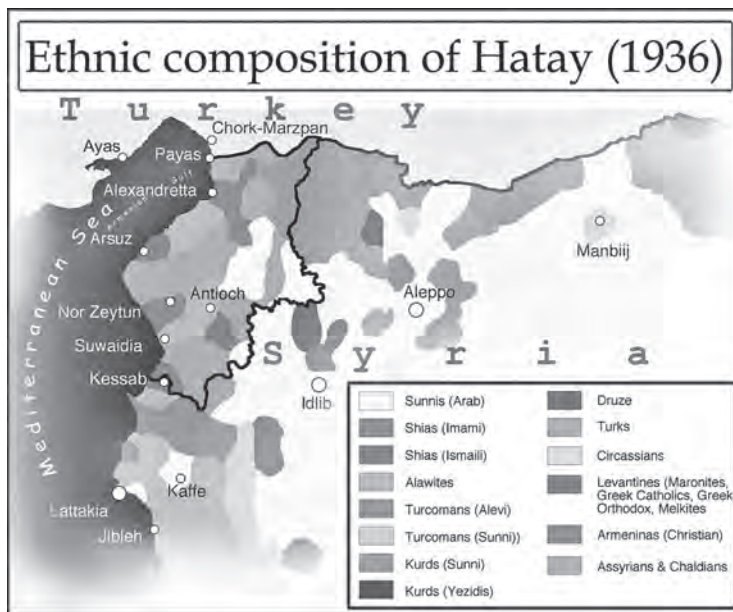 Ethnic composition of Hatay (1936)
Turkey
Chork-Marzpan
Ayas
Payas
Alexandretta
Armenian Gulf
Mediterranean Sea
Arsuz
Manbiij
Nor Zeytun
Antioch
Aleppo
Suwaidia
Syria
Kessab
Idlib
Kaffe
Lattakia
Jibleh
Sunnis (Arab)
Shias (Imami)
Shias (Ismaili)
Alawites
Turcomans (Alevi)
Turcomans (Sunni))
Kurds (Sunni)
Kurds (Yezidis)
Druze
Turks
Circassians
Levantines (Maronites,
Greek Catholics, Greek
Orthodox, Melkites
Armeninas (Christian)
Assyrians & Chaldians